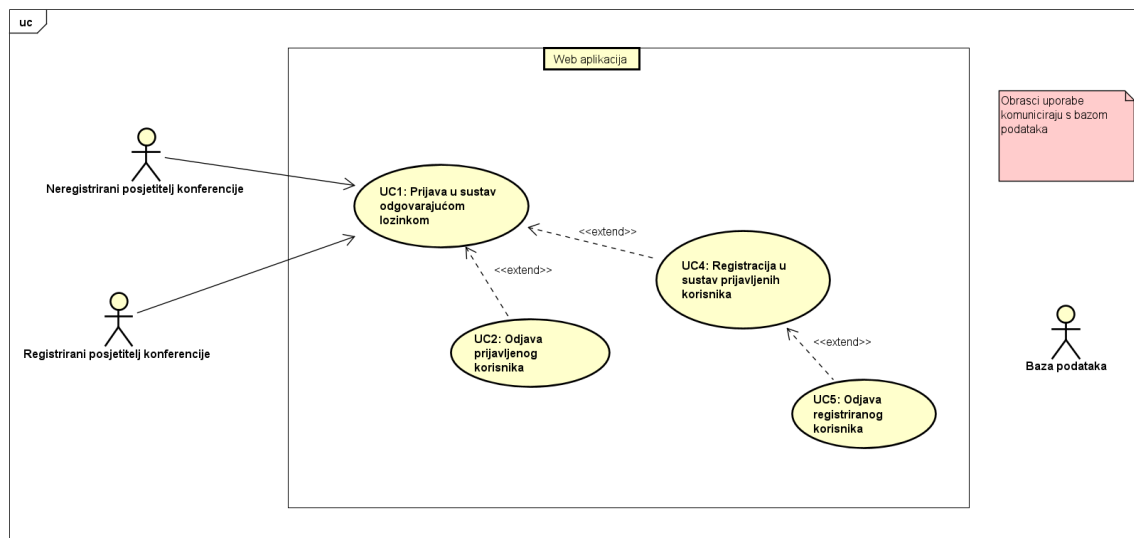 uc
Web aplikacija
Obrasci uporabe
komuniciraju s bazom
podataka
Neregistrirani posjetitelj konferencije
UC1: Prijava u sustav
odgovarajućom
lozinkom
<<extend>>
<<extend>>
UC4: Registracija u
sustav prijavljenih
korisnika
Registrirani posjetitelj konferencije
UC2: Odjava
prijavljenog
korisnika
<<extend>>
Baza podataka
UC5: Odjava
registriranog
korisnika